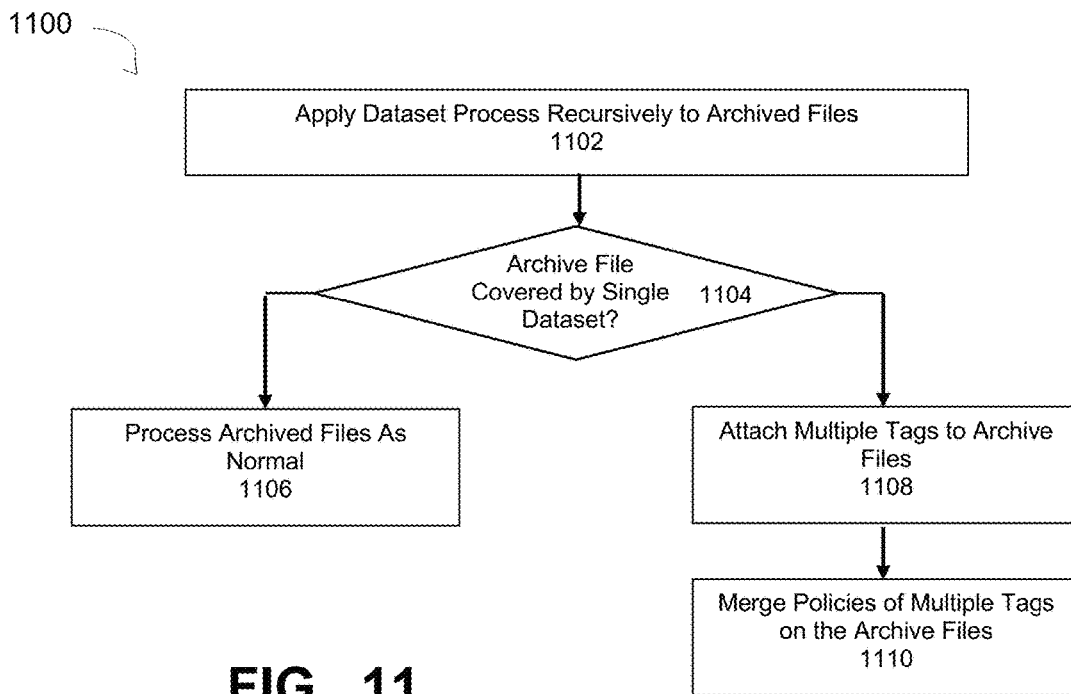 1100
Apply Dataset Process Recursively to Archived Files
1102
Archive File
Covered by Single
Dataset?
1104
Process Archived Files As
Normal
1106
Attach Multiple Tags to Archive
Files
1108
Merge Policies of Multiple Tags
on the Archive Files
1110
FIG. 11